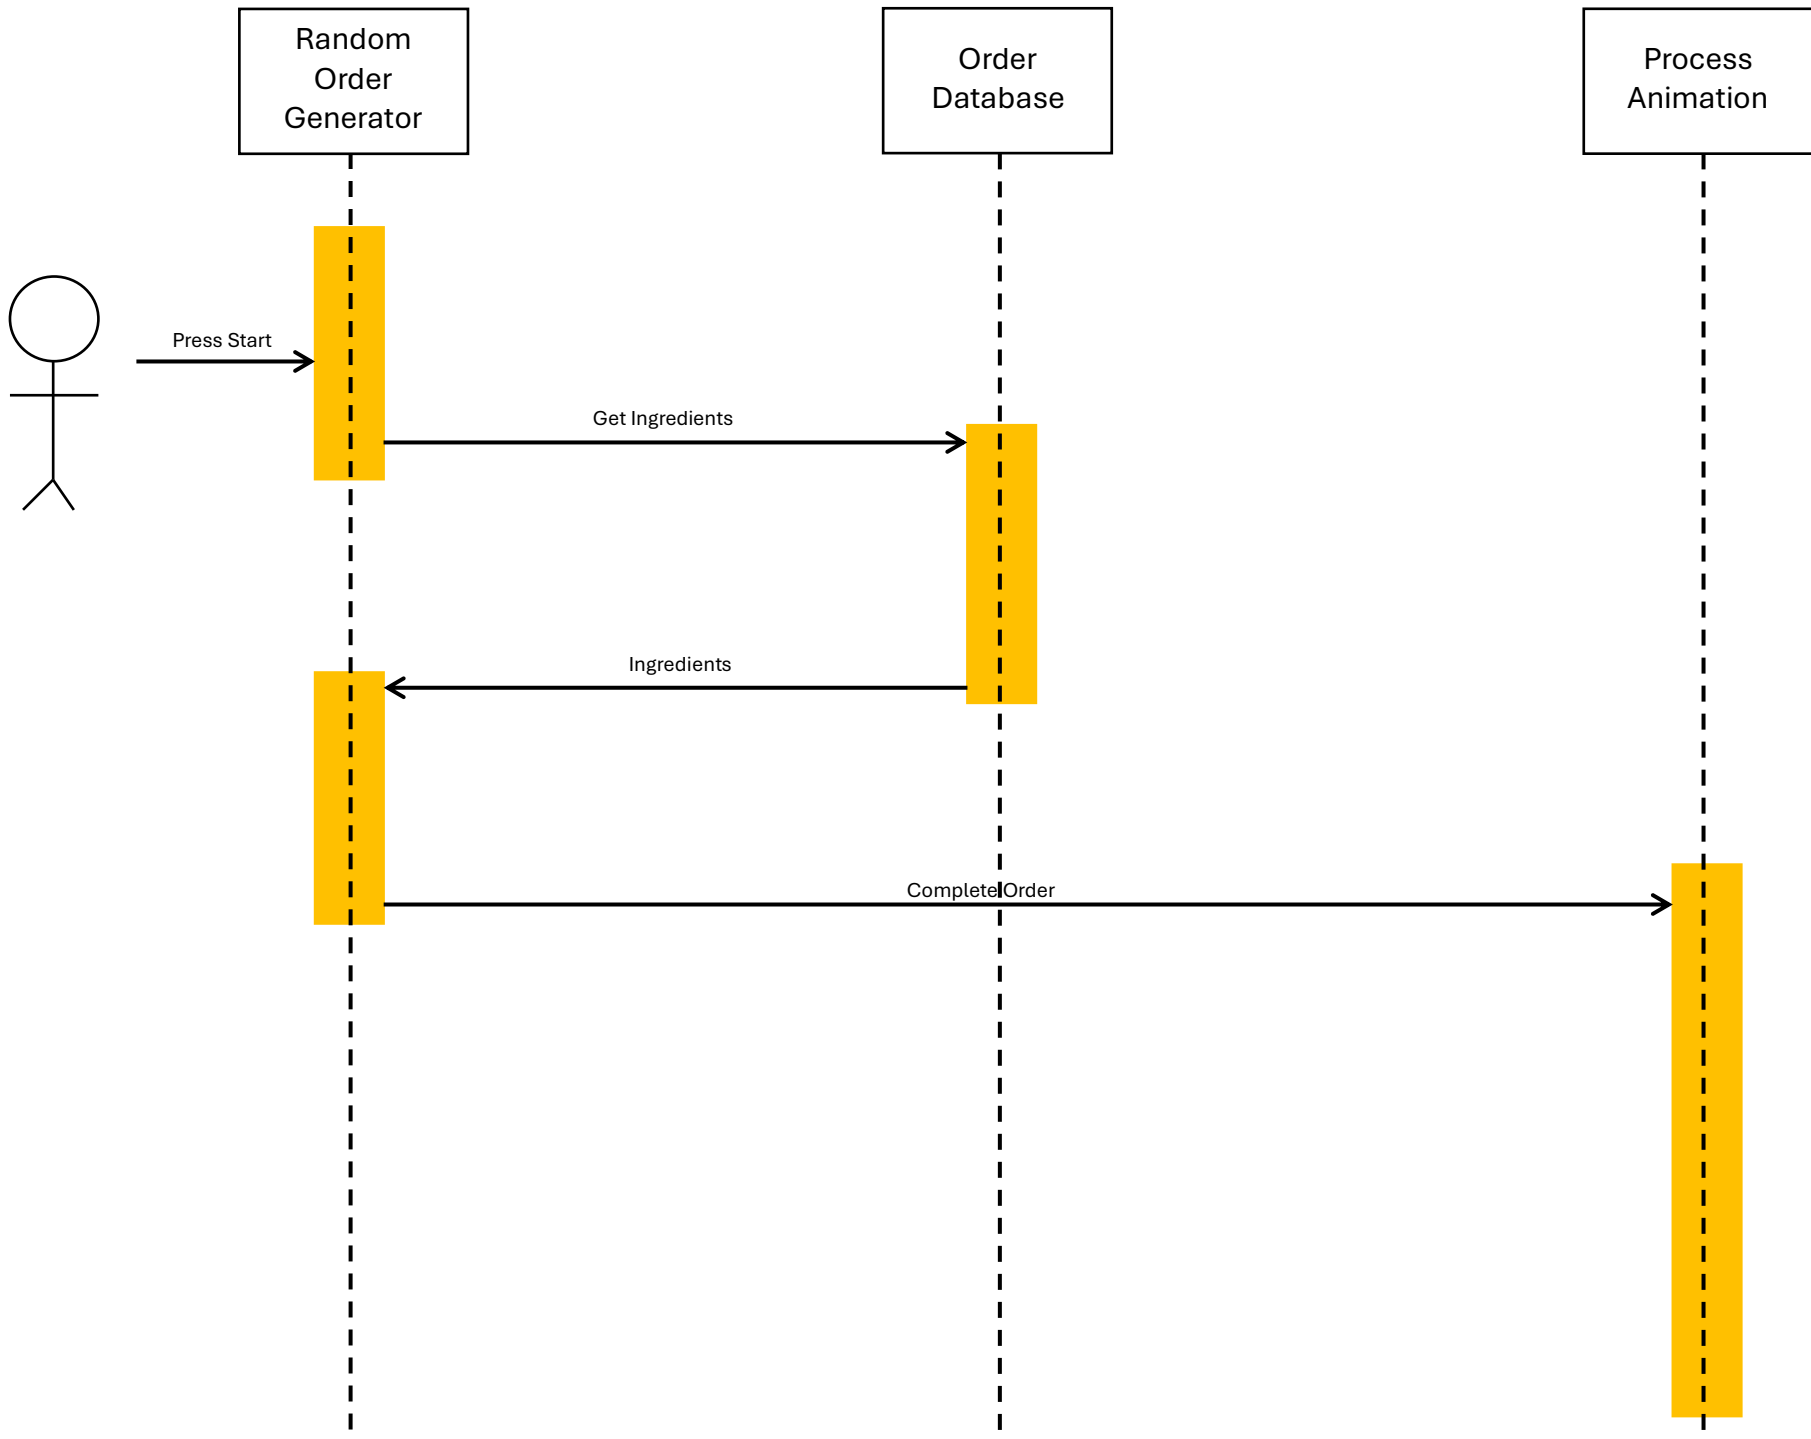 Random
Order
Generator
Order
Database
Process
Animation
Press Start
Get Ingredients
Ingredients
Complete Order